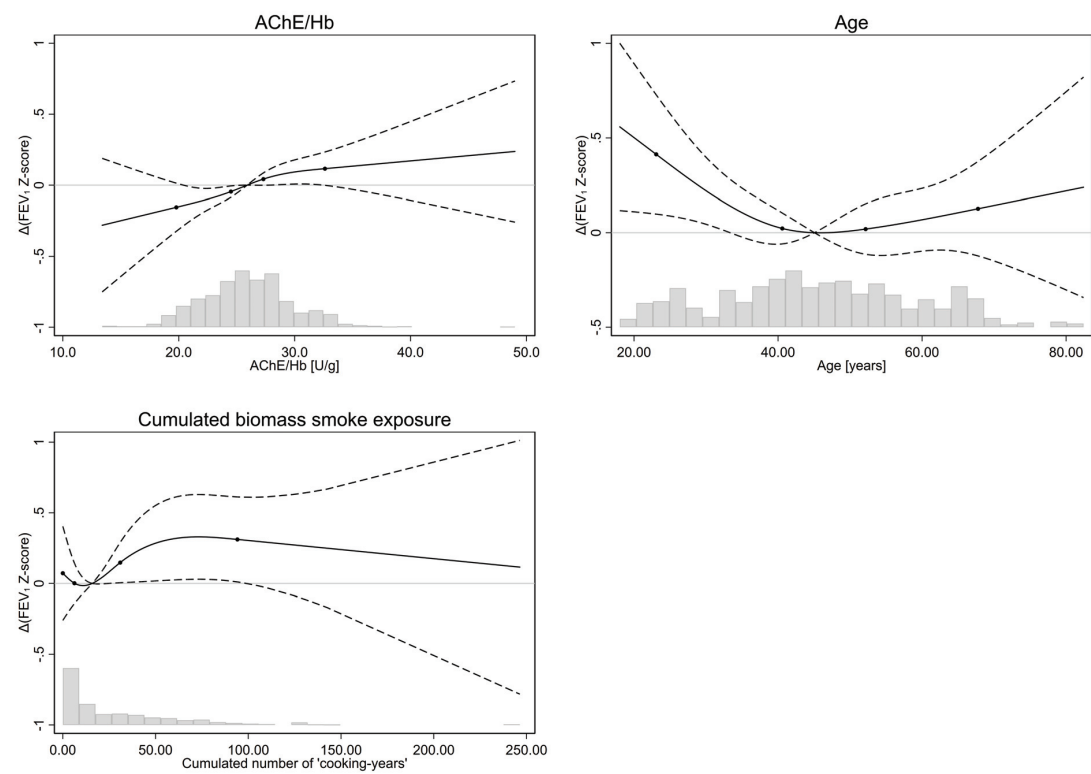 AChE/Hb
Δ(FEV₁ Z-score)
1
.5
0
-.5
-1
10.0 20.0 30.0 40.0 50.0
AChE/Hb [U/g]
Age
Δ(FEV₁ Z-score)
1
.5
0
-.5
20.00 40.00 60.00 80.00
Age [years]
Cumulated biomass smoke exposure
Δ(FEV₁ Z-score)
1
.5
0
-.5
-1
0.00 50.00 100.00 150.00 200.00 250.00
Cumulated number of 'cooking-years'